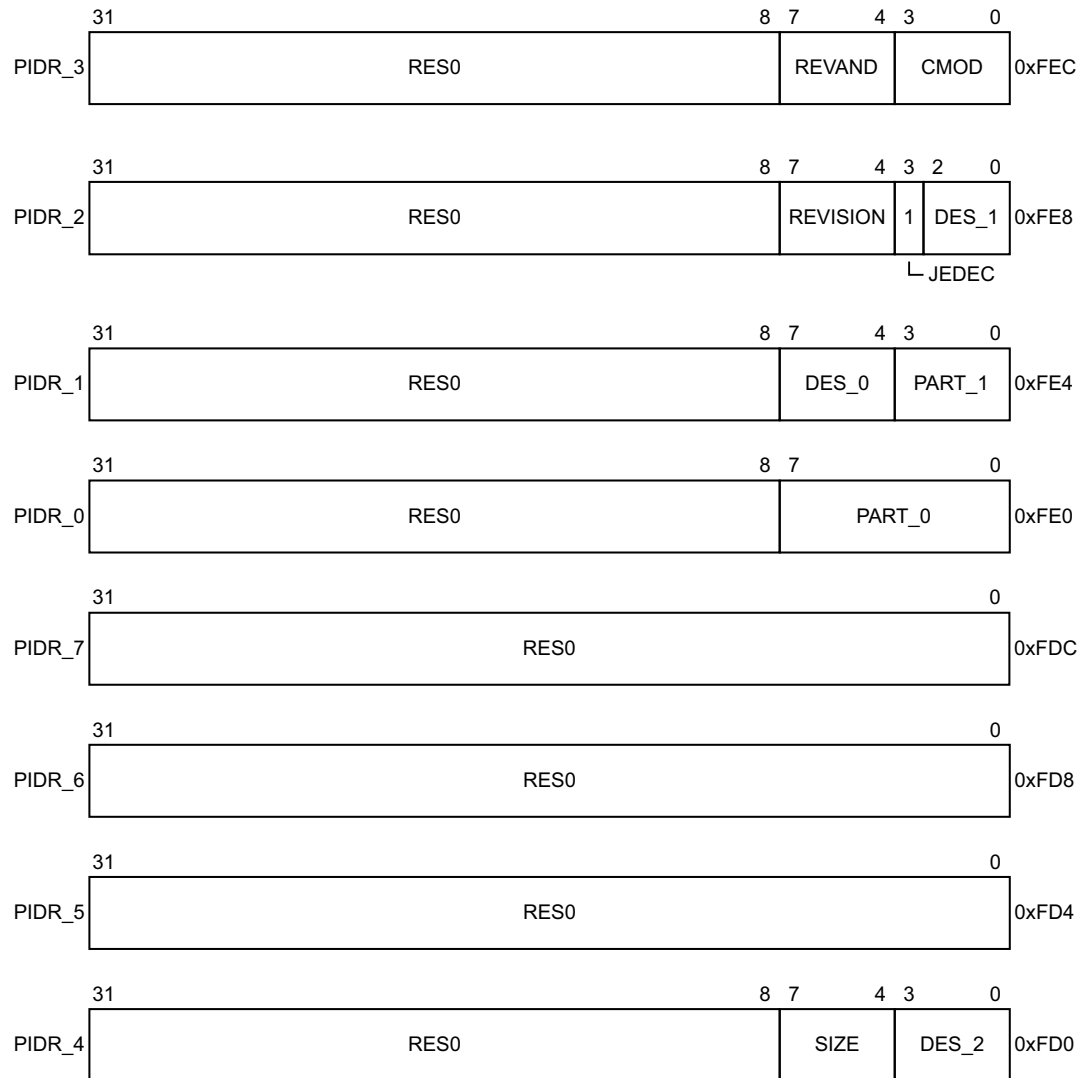 31 8 7 4 3 0
PIDR_3 RES0 REVAND CMOD 0xFEC
31 8 7 4 3 2 0
PIDR_2 RES0 REVISION 1 DES_1 0xFE8
JEDEC
31 8 7 4 3 0
PIDR_1 RES0 DES_0 PART_1 0xFE4
31 8 7 0
PIDR_0 RES0 PART_0 0xFE0
31 0
PIDR_7 RES0 0xFDC
31 0
PIDR_6 RES0 0xFD8
31 0
PIDR_5 RES0 0xFD4
31 8 7 4 3 0
PIDR_4 RES0 SIZE DES_2 0xFD0